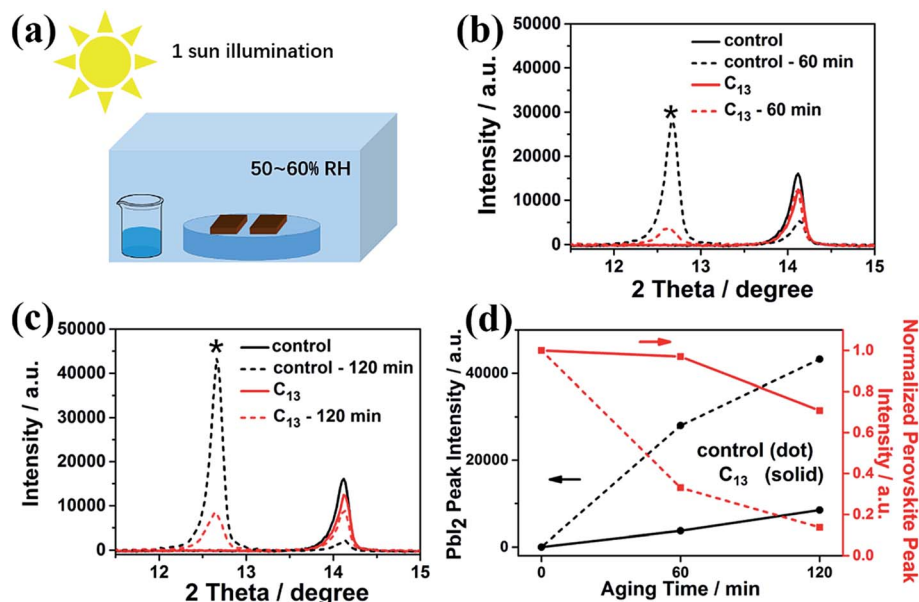 (a)
1 sun illumination
50~60% RH
(b)
50000
40000
30000
20000
10000
0
Intensity / a.u.
control
control - 60 min
C13
C13 - 60 min
*
12
13
14
15
2 Theta / degree
(c)
50000
40000
30000
20000
10000
0
Intensity / a.u.
control
control - 120 min
C13
C13 - 120 min
*
12
13
14
15
2 Theta / degree
(d)
40000
20000
0
PbI2 Peak Intensity / a.u.
control (dot)
C13 (solid)
1.0
0.8
0.6
0.4
0.2
0.0
Normalized Perovskite Peak
Intensity / a.u.
0
60
120
Aging Time / min